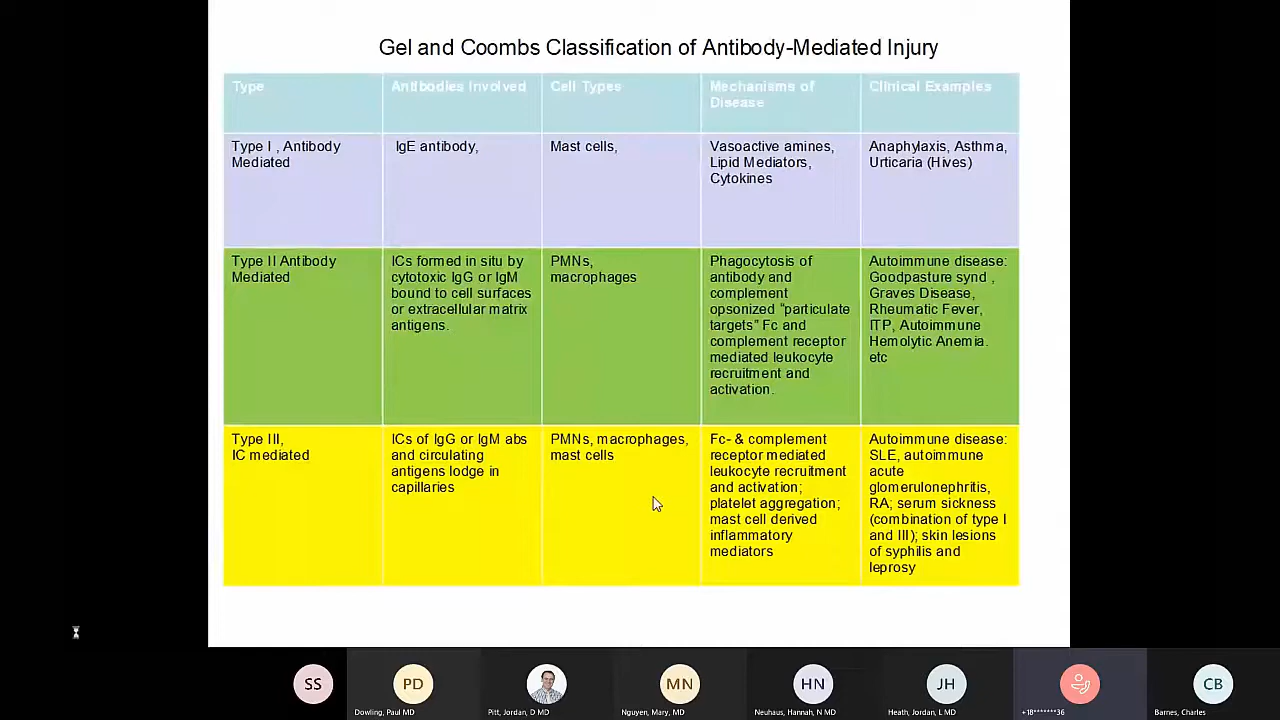 Gel and Coombs Classification of Antibody-Mediated Injury
Type
Antibodies Involved
Cell Types
Mechanisms of
Disease
Clinical Examples
Type I , Antibody
Mediated
IgE antibody,
Mast cells,
Vasoactive amines,
Lipid Mediators,
Cytokines
Anaphylaxis, Asthma,
Urticaria (Hives)
Type II Antibody
Mediated
ICs formed in situ by
cytotoxic IgG or IgM
bound to cell surfaces
or extracellular matrix
antigens.
PMNs,
macrophages
Phagocytosis of
antibody and
complement
opsonized “particulate
targets” Fc and
complement receptor
mediated leukocyte
recruitment and
activation.
Autoimmune disease:
Goodpasture synd ,
Graves Disease,
Rheumatic Fever,
ITP, Autoimmune
Hemolytic Anemia.
etc
Type III,
IC mediated
ICs of IgG or IgM abs
and circulating
antigens lodge in
capillaries
PMNs, macrophages,
mast cells
Fc- & complement
receptor mediated
leukocyte recruitment
and activation;
platelet aggregation;
mast cell derived
inflammatory
mediators
Autoimmune disease:
SLE, autoimmune
acute
glomerulonephritis,
RA; serum sickness
(combination of type I
and III); skin lesions
of syphilis and
leprosy
SS
PD
MN
HN
JH
CB
Dowling, Paul MD
Pitt, Jordan, D MD
Nguyen, Mary, MD
Neuhaus, Hannah, N MD
Heath, Jordan, L MD
+18*******36
Barnes, Charles